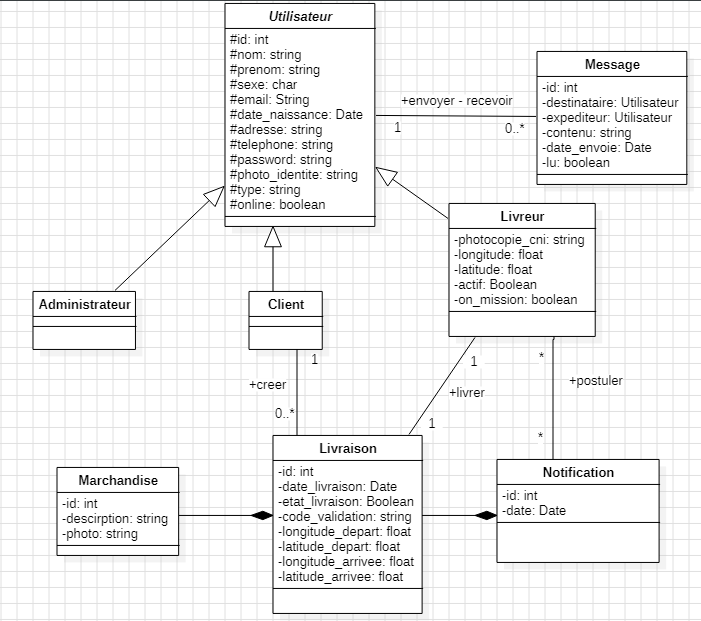 Utilisateur
#id: int
#nom: string
#prenom: string
#sexe: char
#email: String
#date_naissance: Date
#adresse: string
#telephone: string
#password: string
#photo_identite: string
#type: string
#online: boolean
+envoyer - recevoir
1
0..*
Message
-id: int
-destinataire: Utilisateur
-expediteur: Utilisateur
-contenu: string
-date_envoie: Date
-lu: boolean
Livreur
-photocopie_cni: string
-longitude: float
-latitude: float
-actif: Boolean
-on_mission: boolean
Administrateur
Client
1
+creer
0..*
1
+livrer
1
*
+postuler
*
Livraison
-id: int
-date_livraison: Date
-etat_livraison: Boolean
-code_validation: string
-longitude_depart: float
-latitude_depart: float
-longitude_arrivee: float
-latitude_arrivee: float
Marchandise
-id: int
-descirption: string
-photo: string
Notification
-id: int
-date: Date